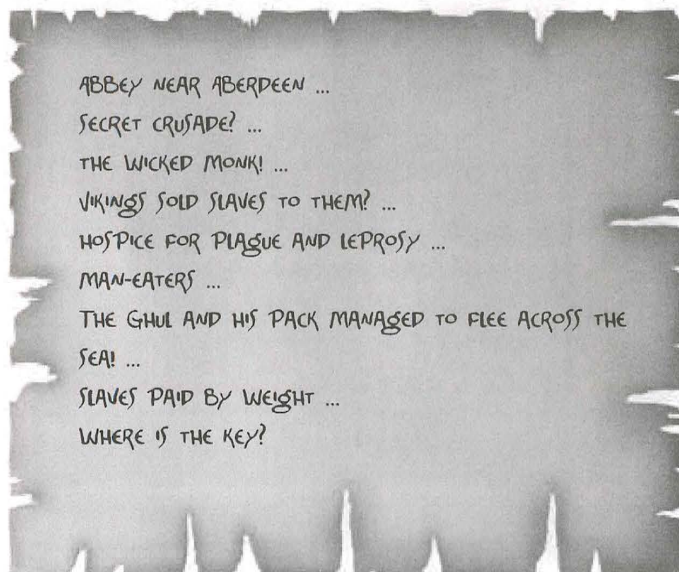 ABBEY NEAR ABERDEEN ...
SECRET CRUSADE? ...
THE WICKED MONK! ...
VIKINGS SOLD SLAVES TO THEM? ...
HOSPICE FOR PLAGUE AND LEPROSY ...
MAN-EATERS ...
THE GHUL AND HIS PACK MANAGED TO FLEE ACROSS THE
SEA! ...
SLAVES PAID BY WEIGHT ...
WHERE IS THE KEY?